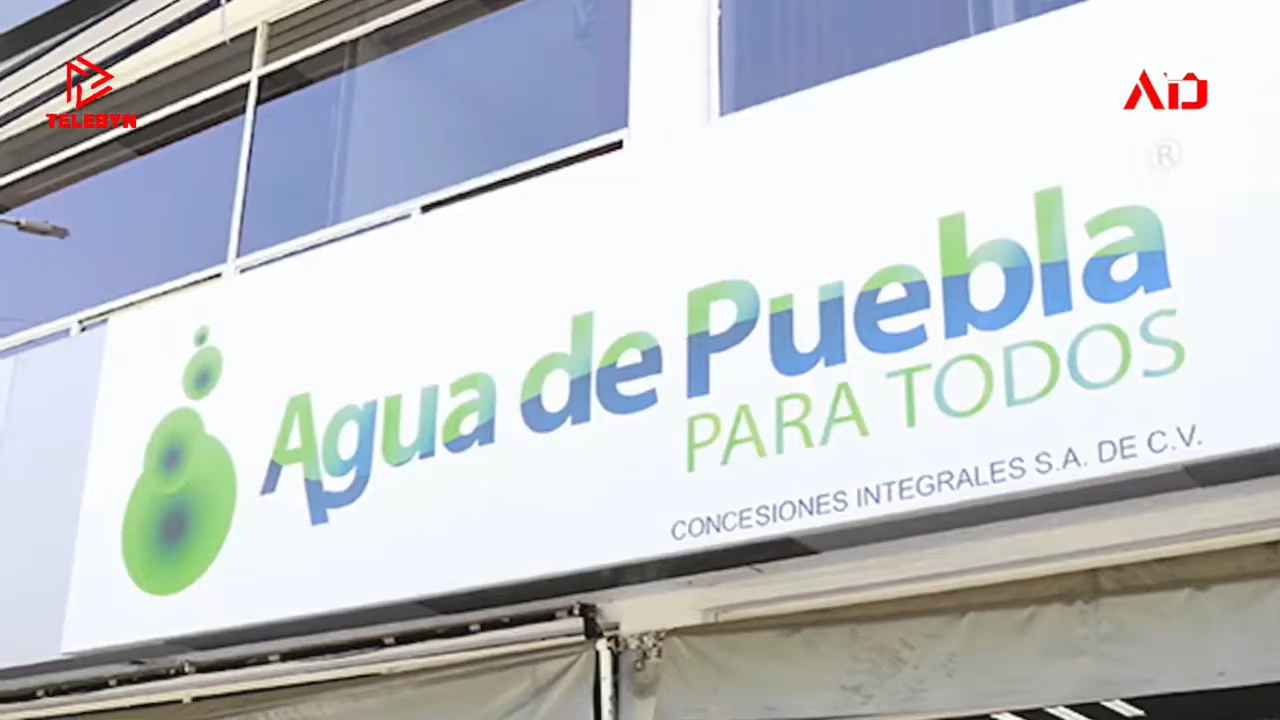 TELEBYN
AD
®
Agua de Puebla
PARA TODOS
CONCESIONES INTEGRALES S.A. DE C.V.